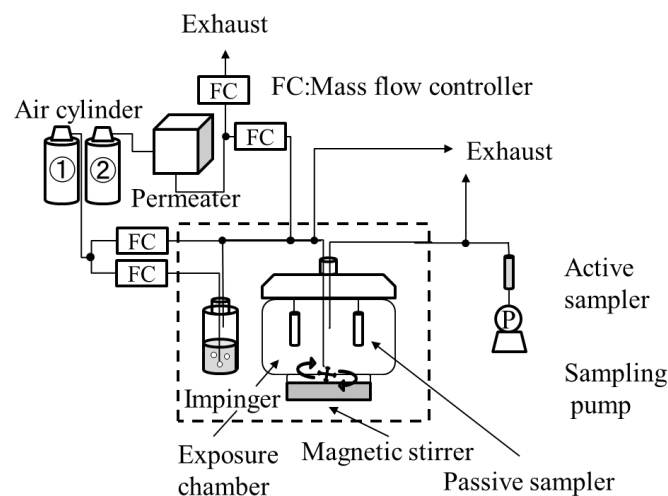 Exhaust
FC
FC:Mass flow controller
Air cylinder
FC
① ②
Exhaust
Permeater
FC
FC
Active
sampler
P
Impinger
Sampling
pump
Exposure
chamber
Magnetic stirrer
Passive sampler